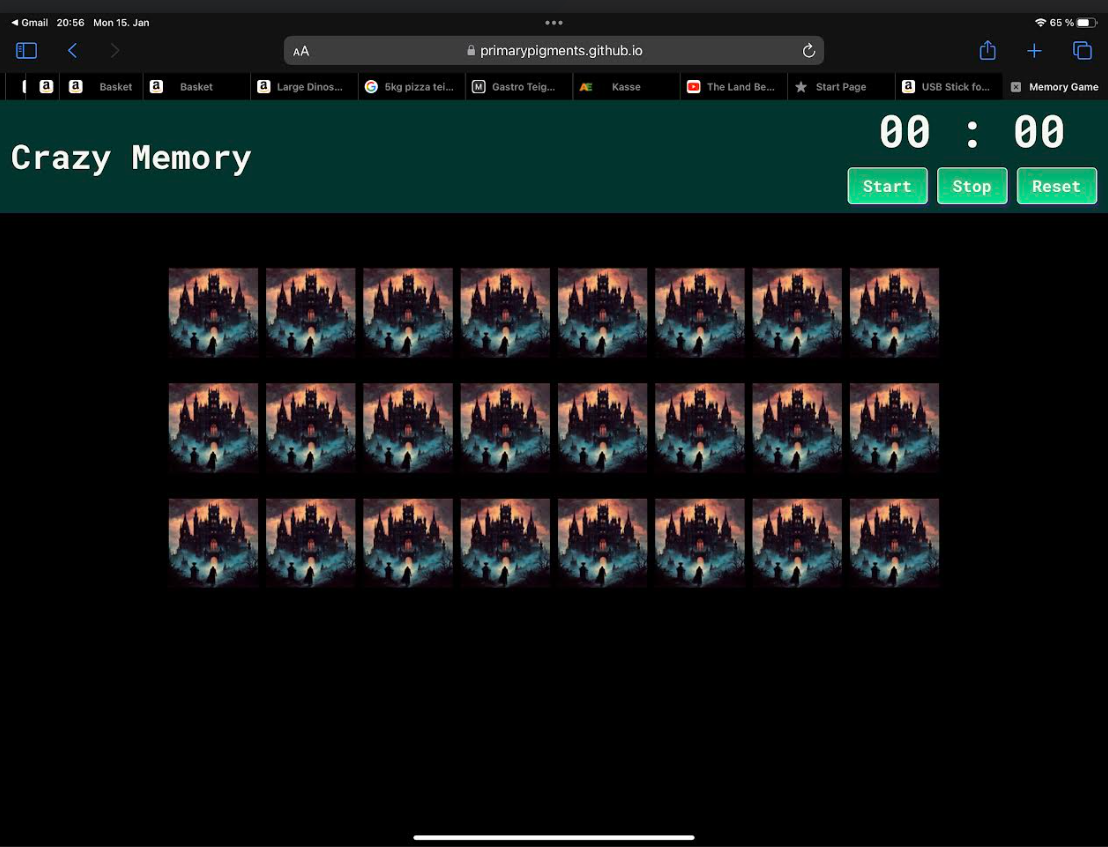 ◀ Gmail 20:56 Mon 15. Jan
65 %
AA primarypigments.github.io
a a Basket a Basket a Large Dinos... G 5kg pizza tei... M Gastro Teig... AE Kasse The Land Be... Start Page a USB Stick fo... Memory Game
Crazy Memory
00 : 00
Start Stop Reset